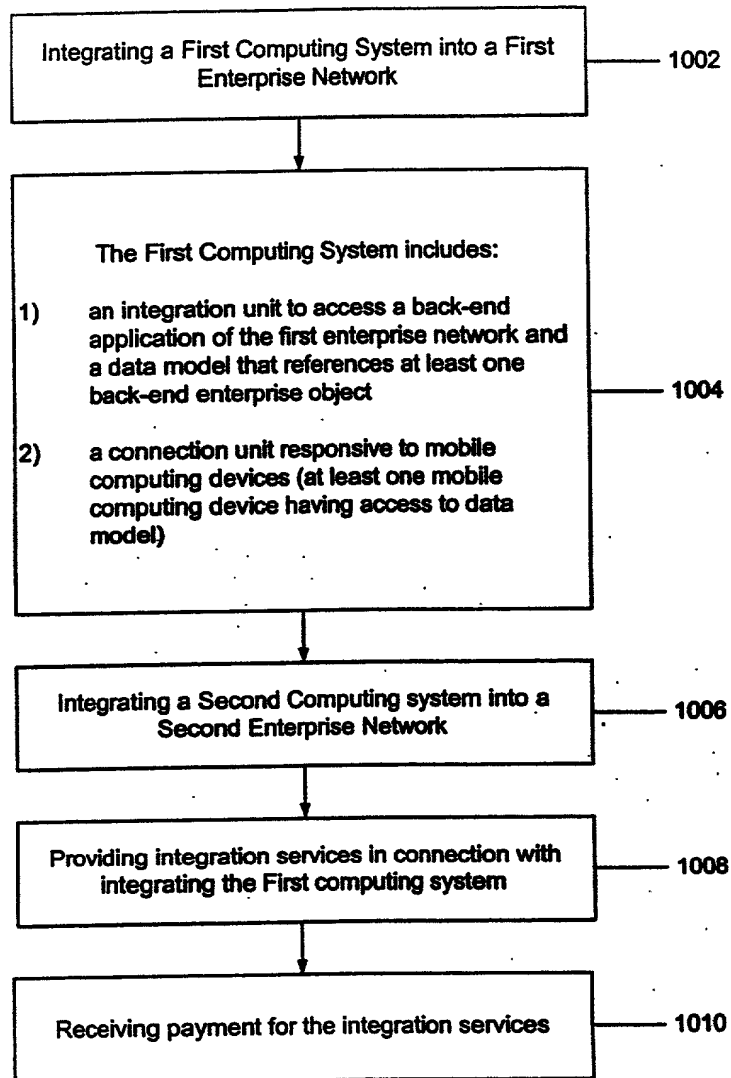 Integrating a First Computing System into a First
Enterprise Network
1002
The First Computing System includes:
1) an integration unit to access a back-end
application of the first enterprise network and
a data model that references at least one
back-end enterprise object
1004
2) a connection unit responsive to mobile
computing devices (at least one mobile
computing device having access to data
model)
Integrating a Second Computing system into a
Second Enterprise Network
1006
Providing integration services in connection with
integrating the First computing system
1008
Receiving payment for the integration services
1010